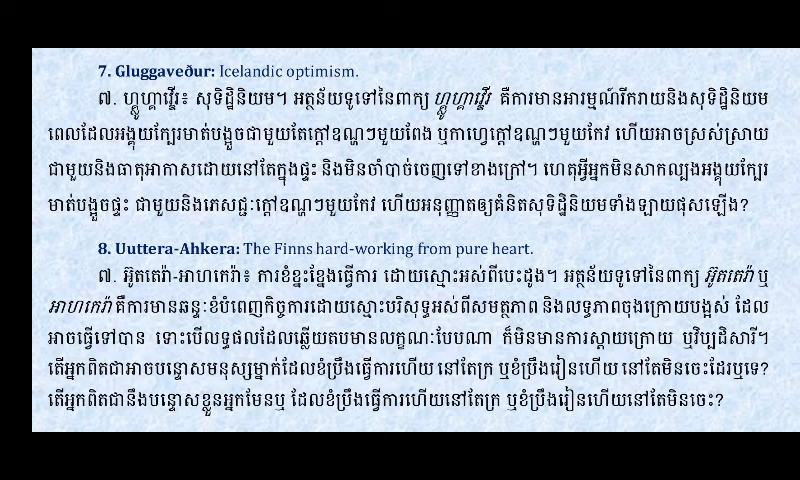 7. Gluggaveður: Icelandic optimism.
៧. ហ្គ្លូហ្គាវើ្ឌរ៖ សុទិដ្ឋិនិយម។ អត្ថន័យទូទៅនៃពាក្យ ហ្គ្លូហ្គាវើ្ឌរ គឺការមានអារម្មណ៍រីករាយនិងសុទិដ្ឋិនិយម
ពេលដែលអង្គុយក្បែរមាត់បង្អួចជាមួយតែក្តៅឧណ្ហៗមួយពែង ឬកាហ្វេក្តៅឧណ្ហៗមួយកែវ ហើយអាចស្រស់ស្រាយ
ជាមួយនិងធាតុអាកាសដោយនៅតែក្នុងផ្ទះ និងមិនចាំបាច់ចេញទៅខាងក្រៅ។ ហេតុអ្វីអ្នកមិនសាកល្បងអង្គុយក្បែរ
មាត់បង្អួចផ្ទះ ជាមួយនិងភេសជ្ជៈក្តៅឧណ្ហៗមួយកែវ ហើយអនុញ្ញាតឲ្យគំនិតសុទិដ្ឋិនិយមទាំងឡាយផុសឡើង?
8. Uuttera-Ahkera: The Finns hard-working from pure heart.
៧. អ៊ូតតេរ៉ា-អាហកេរ៉ា៖ ការខំខ្នះខ្នែងធ្វើការ ដោយស្មោះអស់ពីបេះដូង។ អត្ថន័យទូទៅនៃពាក្យ អ៊ូតតេរ៉ា ឬ
អាហកេរ៉ា គឺការមានឆន្ទៈខំបំពេញកិច្ចការដោយស្មោះបរិសុទ្ធអស់ពីសមត្ថភាព និងលទ្ធភាពចុងក្រោយបង្អស់ ដែល
អាចធ្វើទៅបាន ទោះបើលទ្ធផលដែលឆ្លើយតបមានលក្ខណៈបែបណា ក៏មិនមានការស្តាយក្រោយ ឬវិប្បដិសារី។
តើអ្នកពិតជាអាចបន្ទោសមនុស្សម្នាក់ដែលខំប្រឹងធ្វើការហើយ នៅតែក្រ ឬខំប្រឹងរៀនហើយ នៅតែមិនចេះដែរឬទេ?
តើអ្នកពិតជានឹងបន្ទោសខ្លួនអ្នកមែនឬ ដែលខំប្រឹងធ្វើការហើយនៅតែក្រ ឬខំប្រឹងរៀនហើយនៅតែមិនចេះ?